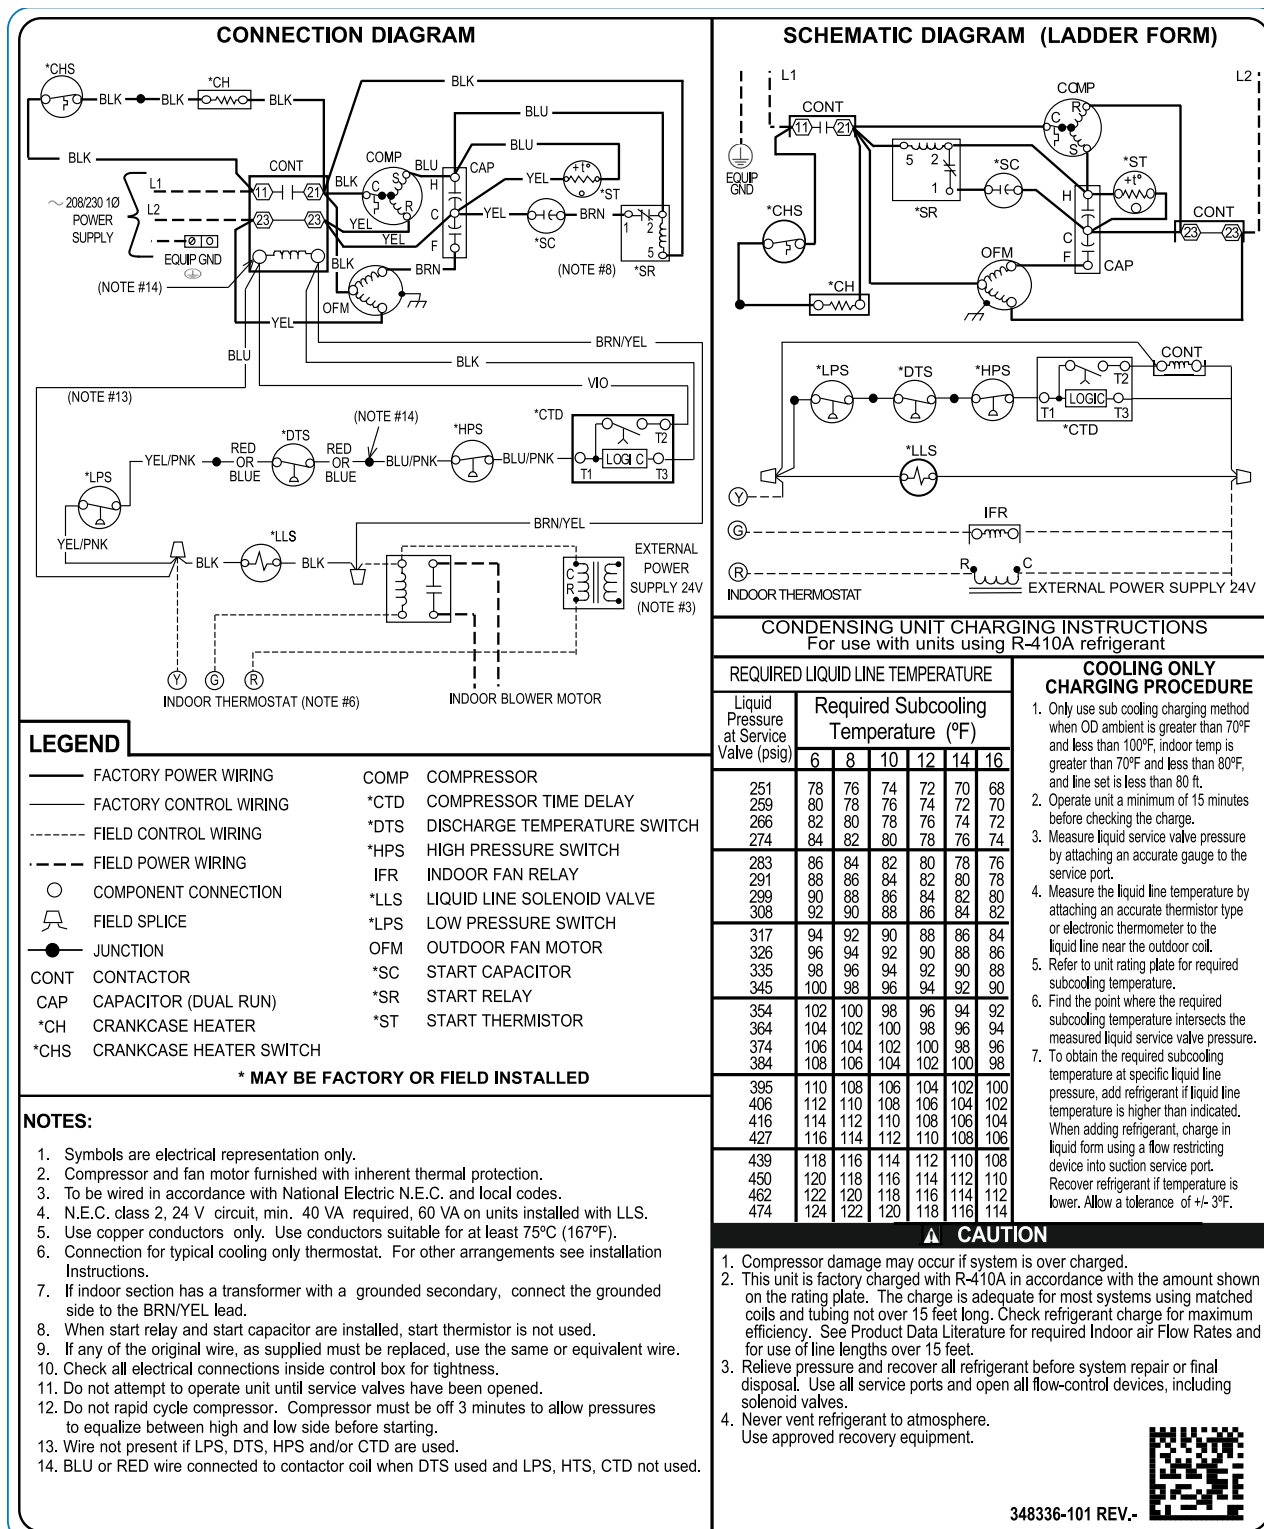 CONNECTION DIAGRAM
*CHS
BLK
BLK
*CH
BLK
BLK
BLU
BLK
CONT
COMP
BLU
CAP
BLU
+t°
*ST
YEL
H
L1
11
21
BLK
C
S
R
L2
23
23
YEL
YEL
C
YEL
BRN
*SC
1
2
5
*SR
(NOTE #8)
~ 208/230 1Ø
POWER
SUPPLY
EQUIP GND
(NOTE #14)
BLK
F
BRN
OFM
YEL
BLU
BRN/YEL
BLK
VIO
(NOTE #13)
(NOTE #14)
*CTD
*LPS
YEL/PNK
RED
OR
BLUE
*DTS
RED
OR
BLUE
BLU/PNK
*HPS
BLU/PNK
T1
LOGIC
T2
T3
YEL/PNK
BRN/YEL
BLK
*LLS
BLK
C
R
EXTERNAL
POWER
SUPPLY 24V
(NOTE #3)
Y
G
R
INDOOR THERMOSTAT (NOTE #6)
INDOOR BLOWER MOTOR
SCHEMATIC DIAGRAM (LADDER FORM)
L1
L2
CONT
11
21
COMP
R
C
S
EQUIP
GND
5
2
1
*SR
*SC
*ST
+t°
H
C
F
CAP
CONT
23
23
*CHS
OFM
*CH
*LPS
*DTS
*HPS
CONT
T1
LOGIC
T2
T3
*CTD
*LLS
Y
G
IFR
R
R
C
INDOOR THERMOSTAT
EXTERNAL POWER SUPPLY 24V
LEGEND
FACTORY POWER WIRING
FACTORY CONTROL WIRING
FIELD CONTROL WIRING
FIELD POWER WIRING
COMPONENT CONNECTION
FIELD SPLICE
JUNCTION
CONT CONTACTOR
CAP CAPACITOR (DUAL RUN)
*CH CRANKCASE HEATER
*CHS CRANKCASE HEATER SWITCH
COMP COMPRESSOR
*CTD COMPRESSOR TIME DELAY
*DTS DISCHARGE TEMPERATURE SWITCH
*HPS HIGH PRESSURE SWITCH
IFR INDOOR FAN RELAY
*LLS LIQUID LINE SOLENOID VALVE
*LPS LOW PRESSURE SWITCH
OFM OUTDOOR FAN MOTOR
*SC START CAPACITOR
*SR START RELAY
*ST START THERMISTOR
* MAY BE FACTORY OR FIELD INSTALLED
NOTES:
1. Symbols are electrical representation only.
2. Compressor and fan motor furnished with inherent thermal protection.
3. To be wired in accordance with National Electric N.E.C. and local codes.
4. N.E.C. class 2, 24 V circuit, min. 40 VA required, 60 VA on units installed with LLS.
5. Use copper conductors only. Use conductors suitable for at least 75ºC (167ºF).
6. Connection for typical cooling only thermostat. For other arrangements see installation
Instructions.
7. If indoor section has a transformer with a grounded secondary, connect the grounded
side to the BRN/YEL lead.
8. When start relay and start capacitor are installed, start thermistor is not used.
9. If any of the original wire, as supplied must be replaced, use the same or equivalent wire.
10. Check all electrical connections inside control box for tightness.
11. Do not attempt to operate unit until service valves have been opened.
12. Do not rapid cycle compressor. Compressor must be off 3 minutes to allow pressures
to equalize between high and low side before starting.
13. Wire not present if LPS, DTS, HPS and/or CTD are used.
14. BLU or RED wire connected to contactor coil when DTS used and LPS, HTS, CTD not used.
CONDENSING UNIT CHARGING INSTRUCTIONS
For use with units using R-410A refrigerant
REQUIRED LIQUID LINE TEMPERATURE
Liquid
Pressure
at Service
Valve (psig)
Required Subcooling
Temperature (ºF)
6 8 10 12 14 16
251 78 76 74 72 70 68
259 80 78 76 74 72 70
266 82 80 78 76 74 72
274 84 82 80 78 76 74
283 86 84 82 80 78 76
291 88 86 84 82 80 78
299 90 88 86 84 82 80
308 92 90 88 86 84 82
317 94 92 90 88 86 84
326 96 94 92 90 88 86
335 98 96 94 92 90 88
345 100 98 96 94 92 90
354 102 100 98 96 94 92
364 104 102 100 98 96 94
374 106 104 102 100 98 96
384 108 106 104 102 100 98
395 110 108 106 104 102 100
406 112 110 108 106 104 102
416 114 112 110 108 106 104
427 116 114 112 110 108 106
439 118 116 114 112 110 108
450 120 118 116 114 112 110
462 122 120 118 116 114 112
474 124 122 120 118 116 114
COOLING ONLY
CHARGING PROCEDURE
1. Only use sub cooling charging method
when OD ambient is greater than 70ºF
and less than 100ºF, indoor temp is
greater than 70ºF and less than 80ºF,
and line set is less than 80 ft.
2. Operate unit a minimum of 15 minutes
before checking the charge.
3. Measure liquid service valve pressure
by attaching an accurate gauge to the
service port.
4. Measure the liquid line temperature by
attaching an accurate thermistor type
or electronic thermometer to the
liquid line near the outdoor coil.
5. Refer to unit rating plate for required
subcooling temperature.
6. Find the point where the required
subcooling temperature intersects the
measured liquid service valve pressure.
7. To obtain the required subcooling
temperature at specific liquid line
pressure, add refrigerant if liquid line
temperature is higher than indicated.
When adding refrigerant, charge in
liquid form using a flow restricting
device into suction service port.
Recover refrigerant if temperature is
lower. Allow a tolerance of +/- 3ºF.
CAUTION
1. Compressor damage may occur if system is over charged.
2. This unit is factory charged with R-410A in accordance with the amount shown
on the rating plate. The charge is adequate for most systems using matched
coils and tubing not over 15 feet long. Check refrigerant charge for maximum
efficiency. See Product Data Literature for required Indoor air Flow Rates and
for use of line lengths over 15 feet.
3. Relieve pressure and recover all refrigerant before system repair or final
disposal. Use all service ports and open all flow-control devices, including
solenoid valves.
4. Never vent refrigerant to atmosphere.
Use approved recovery equipment.
348336-101 REV.-